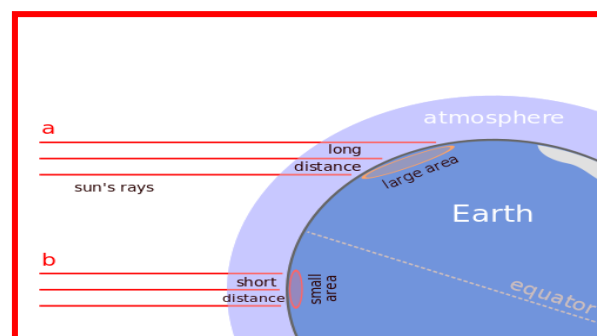 atmosphere
a
long
distance
large area
sun's rays
Earth
b
short
distance
small
area
equator